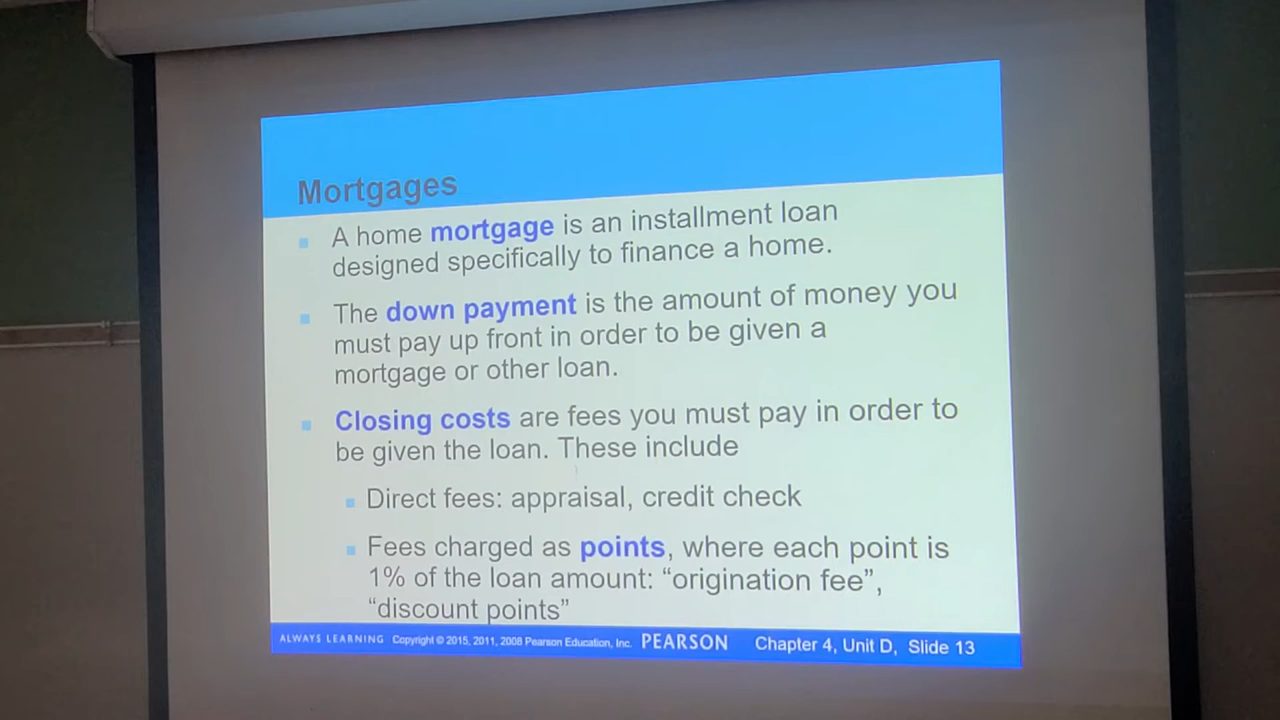 Mortgages
A home mortgage is an installment loan
designed specifically to finance a home.
The down payment is the amount of money you
must pay up front in order to be given a
mortgage or other loan.
Closing costs are fees you must pay in order to
be given the loan. These include
Direct fees: appraisal, credit check
Fees charged as points, where each point is
1% of the loan amount: “origination fee”,
“discount points”
ALWAYS LEARNING Copyright © 2015, 2011, 2008 Pearson Education, Inc. PEARSON Chapter 4, Unit D, Slide 13